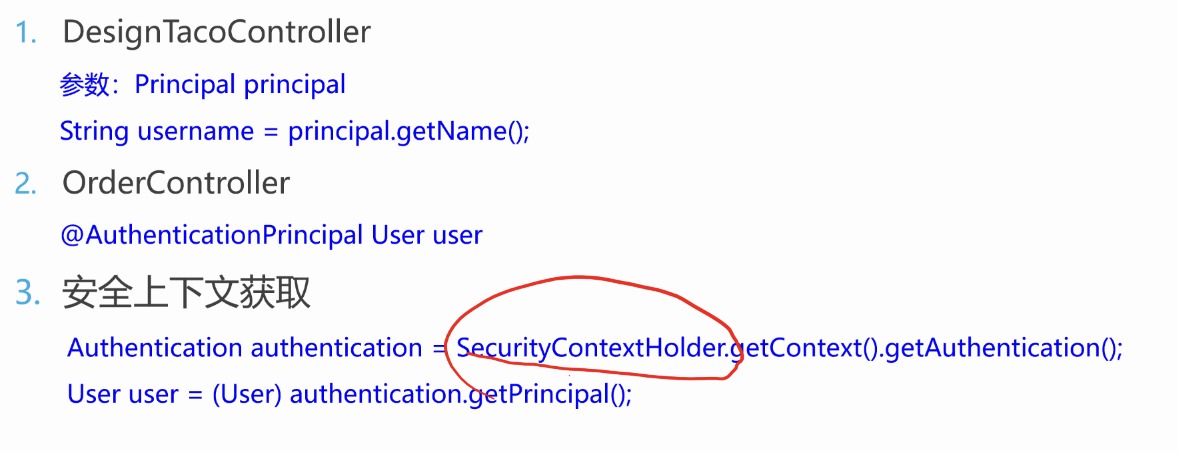 1. DesignTacoController
参数：Principal principal
String username = principal.getName();
2. OrderController
@AuthenticationPrincipal User user
3. 安全上下文获取
Authentication authentication = SecurityContextHolder.getContext().getAuthentication();
User user = (User) authentication.getPrincipal();